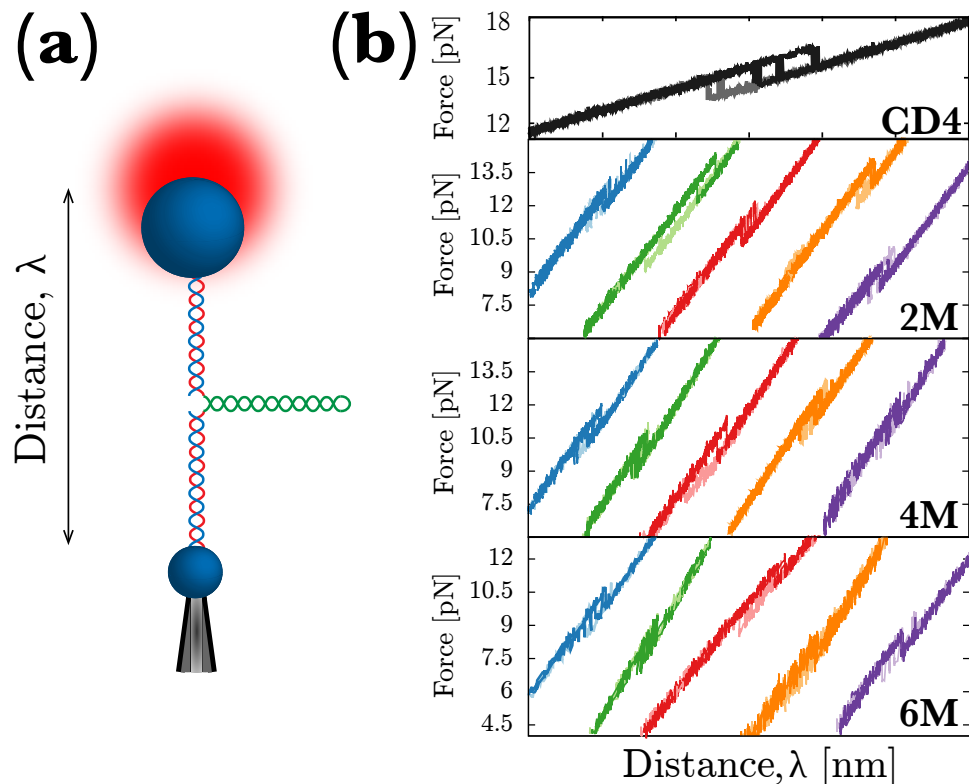 (a)
Distance, λ
(b)
Force [pN]
18
15
12
CD4
Force [pN]
13.5
12
10.5
9
7.5
2M
Force [pN]
13.5
12
10.5
9
7.5
4M
Force [pN]
12
10.5
9
7.5
6
4.5
6M
Distance, λ [nm]